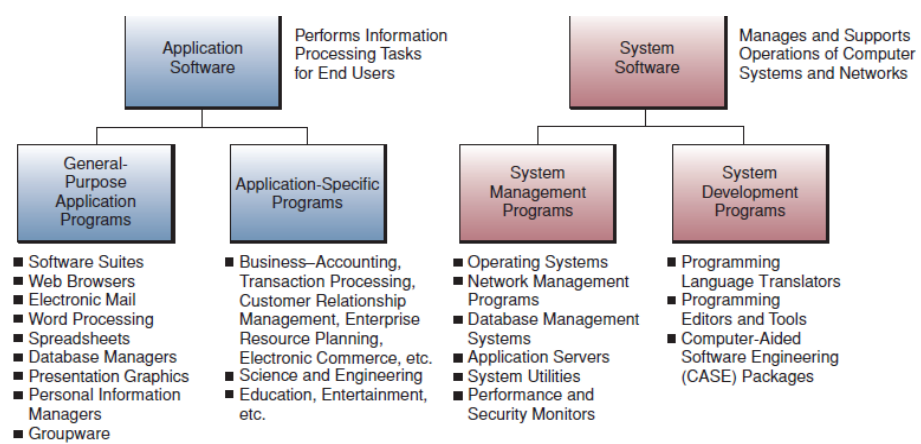 Application
Software
Performs Information
Processing Tasks
for End Users
System
Software
Manages and Supports
Operations of Computer
Systems and Networks
General-
Purpose
Application
Programs
Application-Specific
Programs
System
Management
Programs
System
Development
Programs
■ Software Suites
■ Web Browsers
■ Electronic Mail
■ Word Processing
■ Spreadsheets
■ Database Managers
■ Presentation Graphics
■ Personal Information
Managers
■ Groupware
■ Business–Accounting,
Transaction Processing,
Customer Relationship
Management, Enterprise
Resource Planning,
Electronic Commerce, etc.
■ Science and Engineering
■ Education, Entertainment,
etc.
■ Operating Systems
■ Network Management
Programs
■ Database Management
Systems
■ Application Servers
■ System Utilities
■ Performance and
Security Monitors
■ Programming
Language Translators
■ Programming
Editors and Tools
■ Computer-Aided
Software Engineering
(CASE) Packages